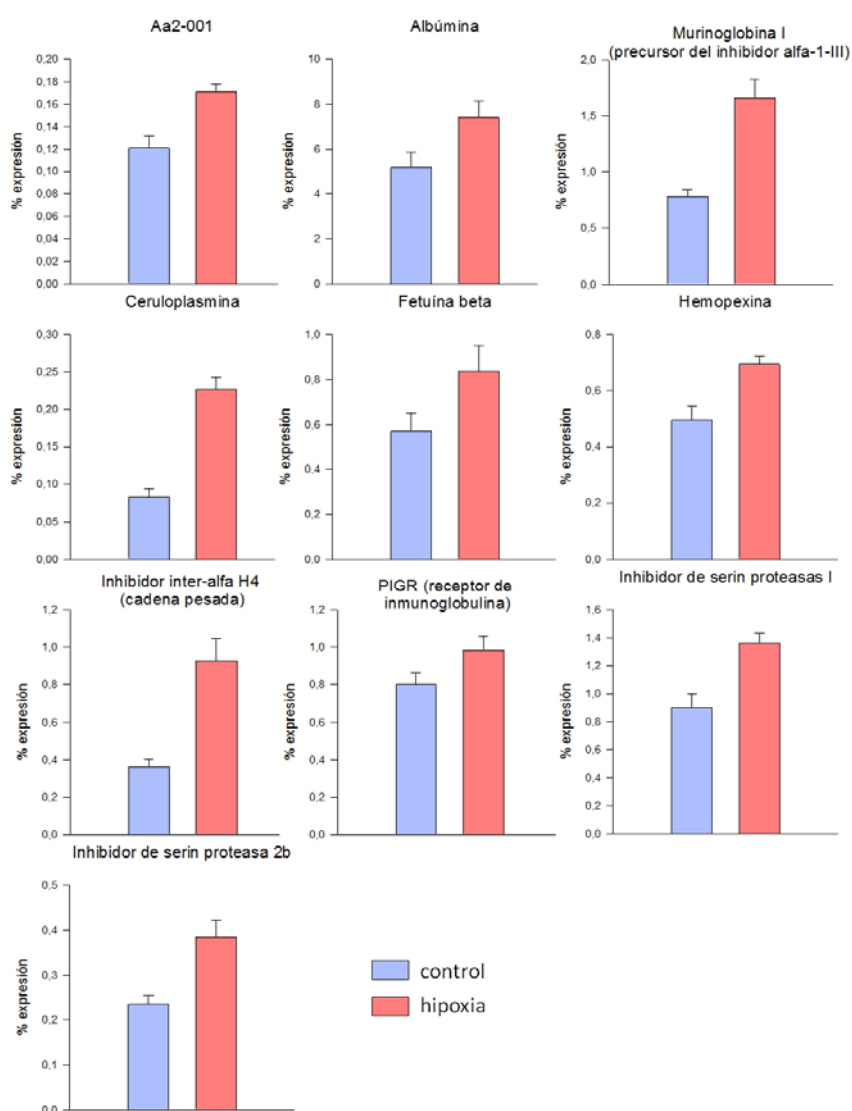 Aa2-001
% expresión
0,20
0,18
0,16
0,14
0,12
0,10
0,08
0,06
0,04
0,02
0,00
Albúmina
% expresión
10
8
6
4
2
0
Murinoglobina I
(precursor del inhibidor alfa-1-III)
% expresión
2,0
1,5
1,0
0,5
0,0
Ceruloplasmina
% expresión
0,30
0,25
0,20
0,15
0,10
0,05
0,00
Fetuína beta
% expresión
1,0
0,8
0,6
0,4
0,2
0,0
Hemopexina
% expresión
0,8
0,6
0,4
0,2
0,0
Inhibidor inter-alfa H4
(cadena pesada)
% expresión
1,2
1,0
0,8
0,6
0,4
0,2
0,0
PIGR (receptor de
inmunoglobulina)
% expresión
1,2
1,0
0,8
0,6
0,4
0,2
0,0
Inhibidor de serin proteasas I
% expresión
1,6
1,4
1,2
1,0
0,8
0,6
0,4
0,2
0,0
Inhibidor de serin proteasa 2b
% expresión
0,5
0,4
0,3
0,2
0,1
0,0
control
hipoxia